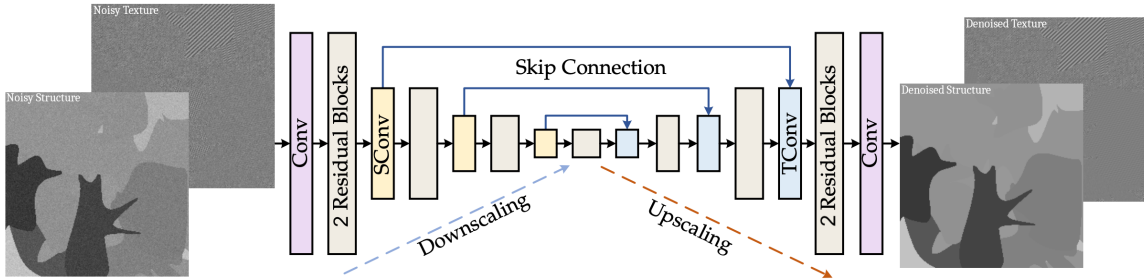 Noisy Texture
Noisy Structure
Conv
2 Residual Blocks
SConv
Skip Connection
Downscaling
Upscaling
TConv
2 Residual Blocks
Conv
Denoised Texture
Denoised Structure